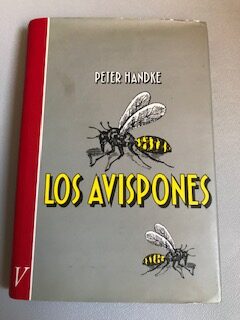 PETER HANDKE
LOS AVISPONES
V